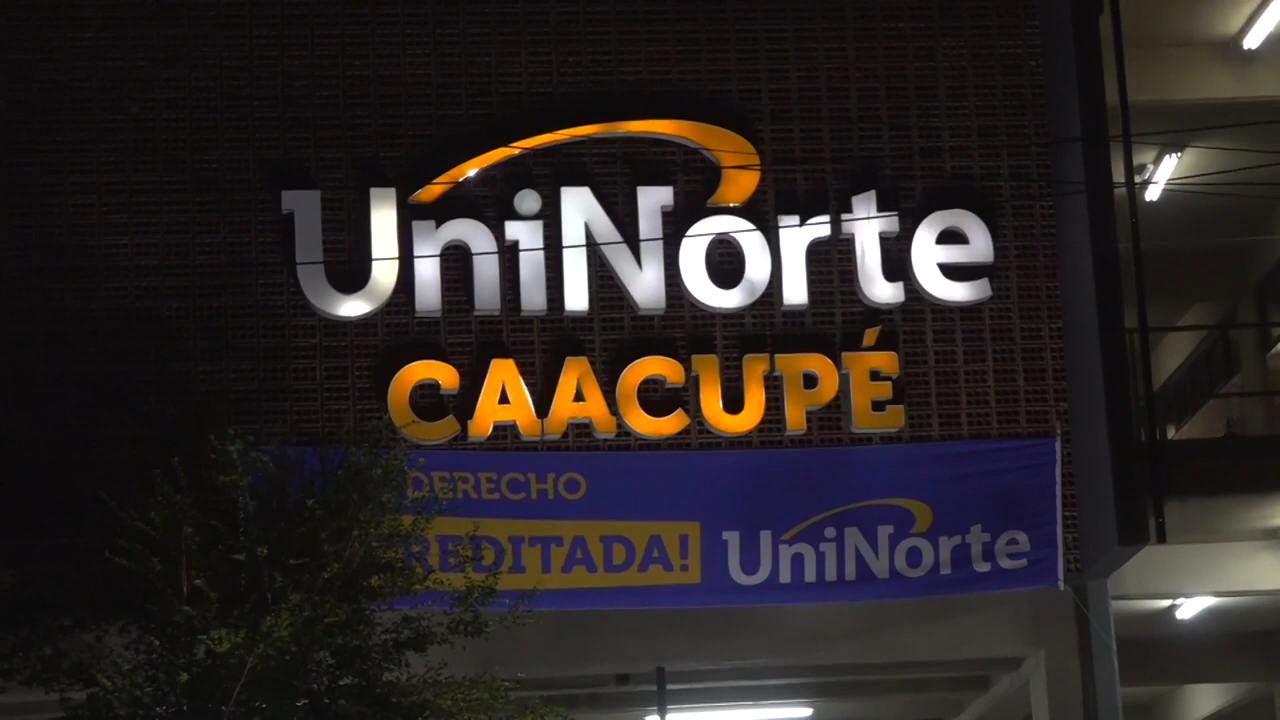 UniNorte
CAACUPÉ
DERECHO
REDITADA!
UniNorte